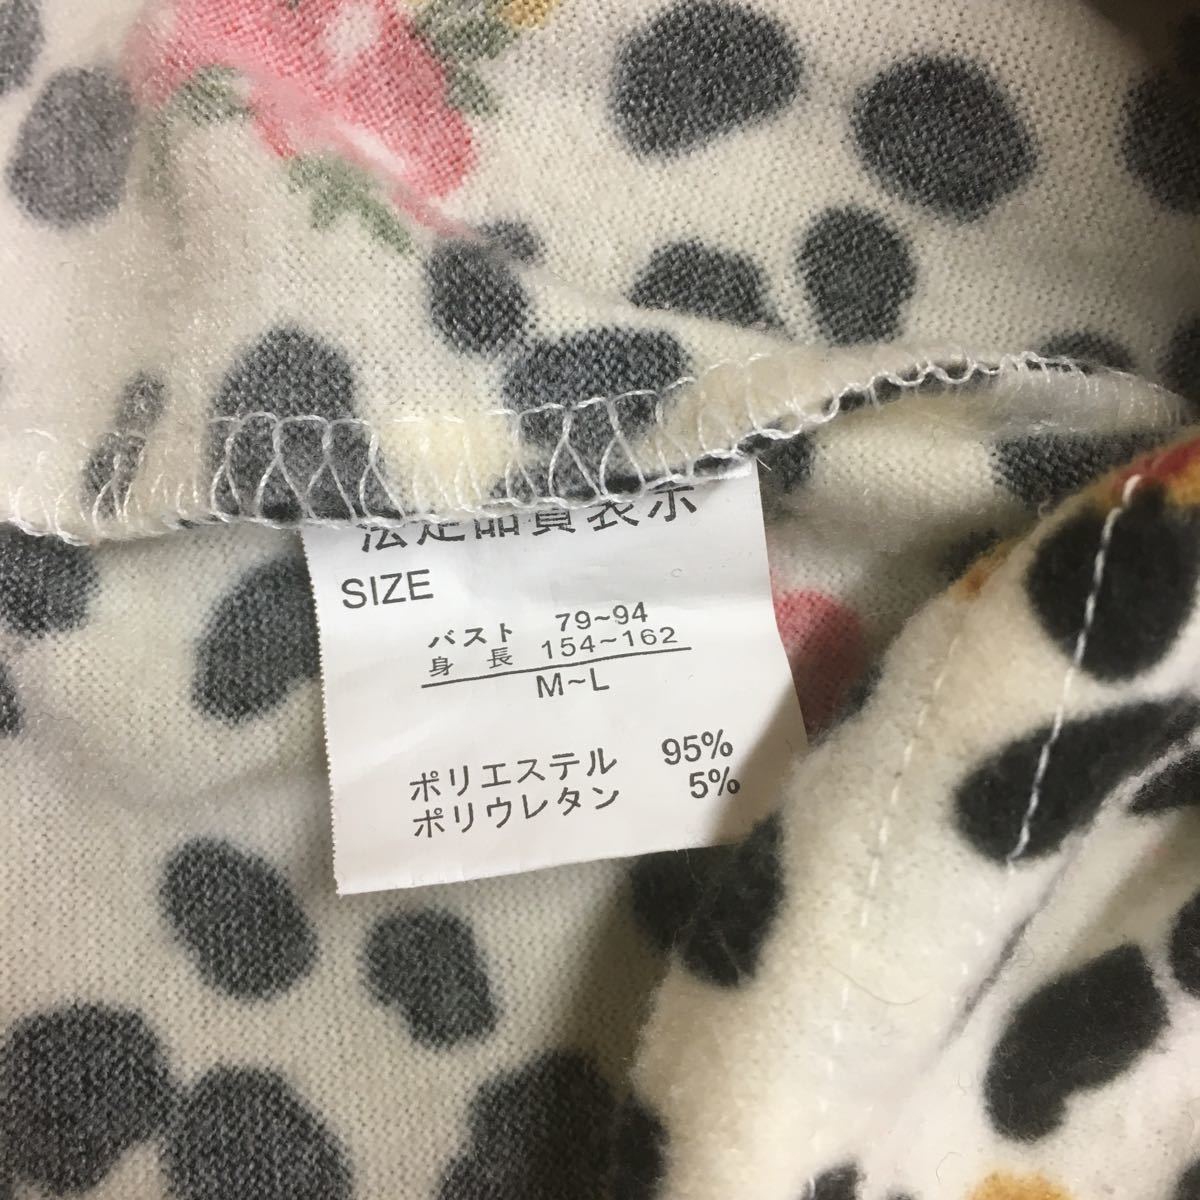 法定品質表示
SIZE
バスト 79~94
身長 154~162
M~L
ポリエステル 95%
ポリウレタン 5%